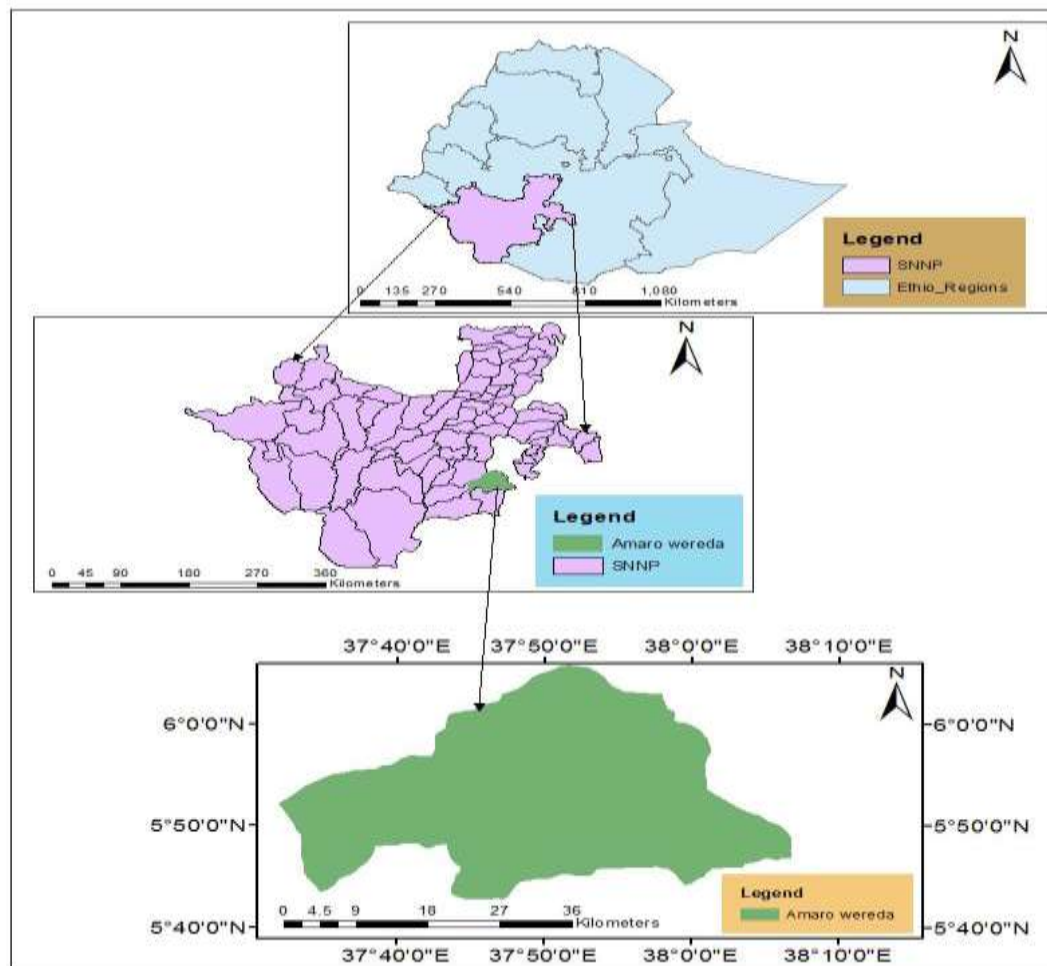 N
Legend
SNNP
Ethio_Regions
0 135 270 540 810 1,080
Kilometers
N
Legend
Amaro wereda
SNNP
0 45 90 180 270 360
Kilometers
37°40'0"E 37°50'0"E 38°0'0"E 38°10'0"E
N
6°0'0"N 6°0'0"N
5°50'0"N 5°50'0"N
Legend
Amaro wereda
0 4.5 9 18 27 36
Kilometers
5°40'0"N 5°40'0"N
37°40'0"E 37°50'0"E 38°0'0"E 38°10'0"E